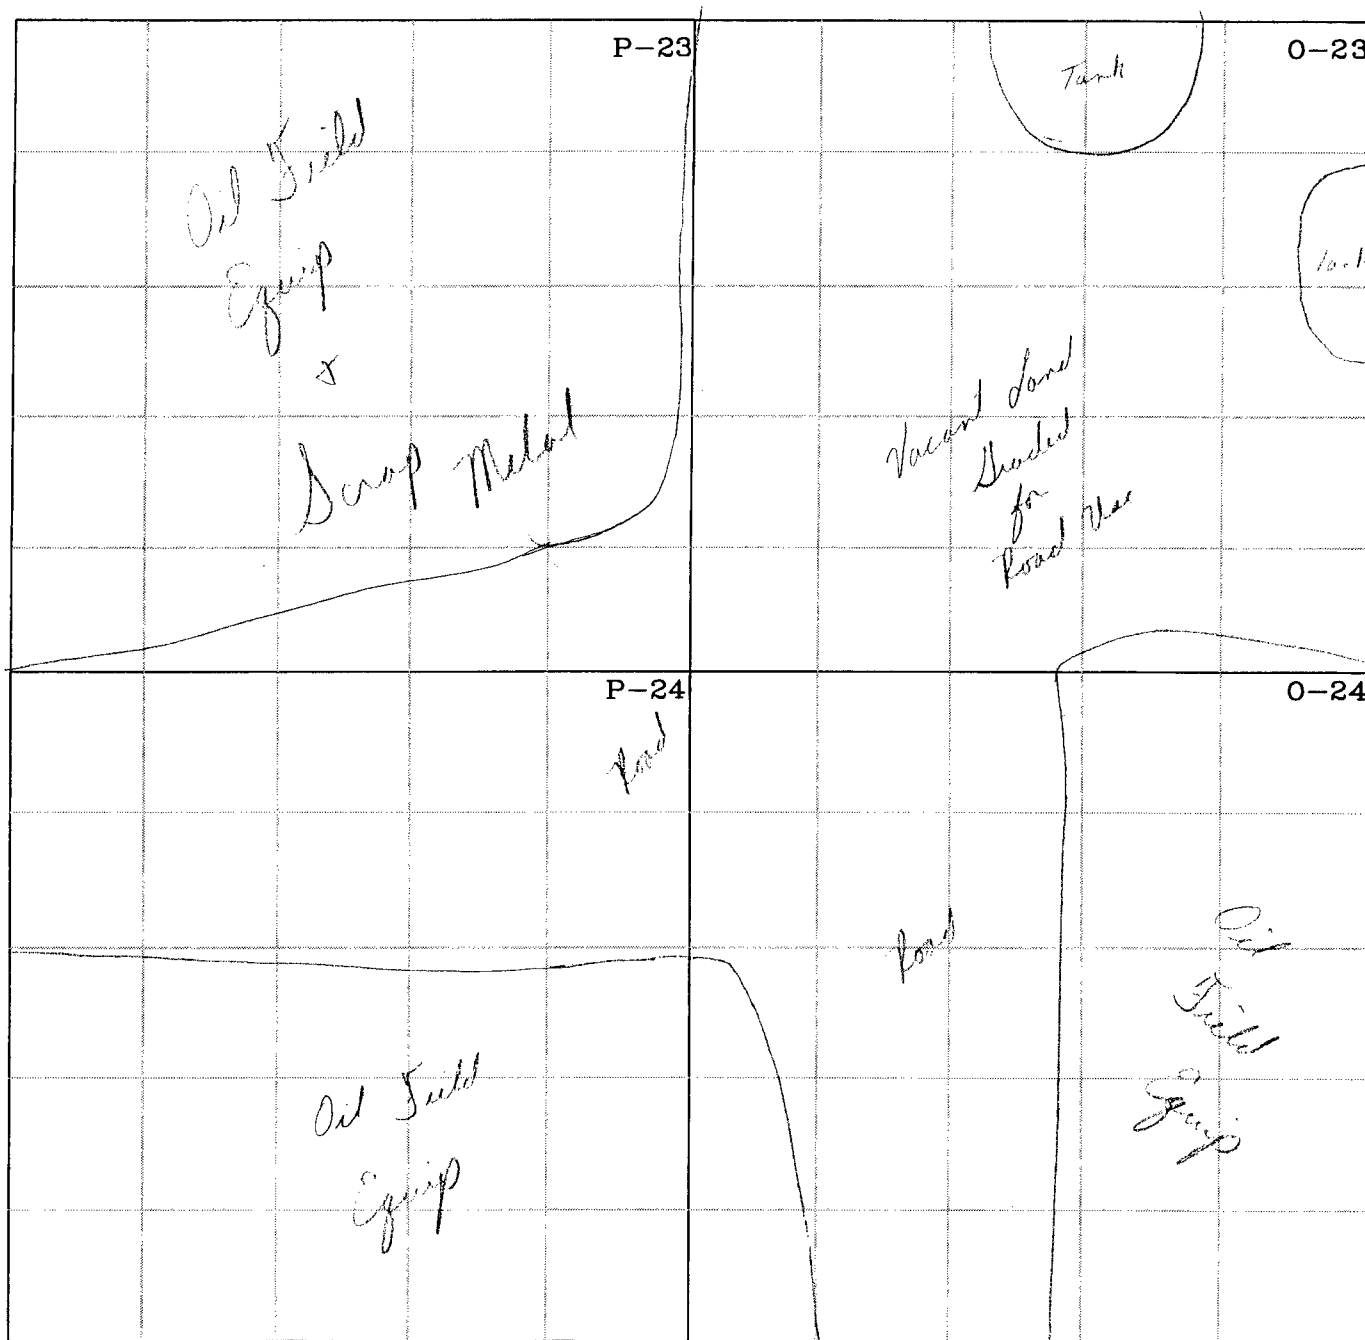 P-23
Oil Field
Equip
&
Scrap Metal
O-23
Tank
Tank
Vacant Land
Graded
for
Road Use
P-24
Road
Oil Field
Equip
O-24
Road
Oil
Field
Equip